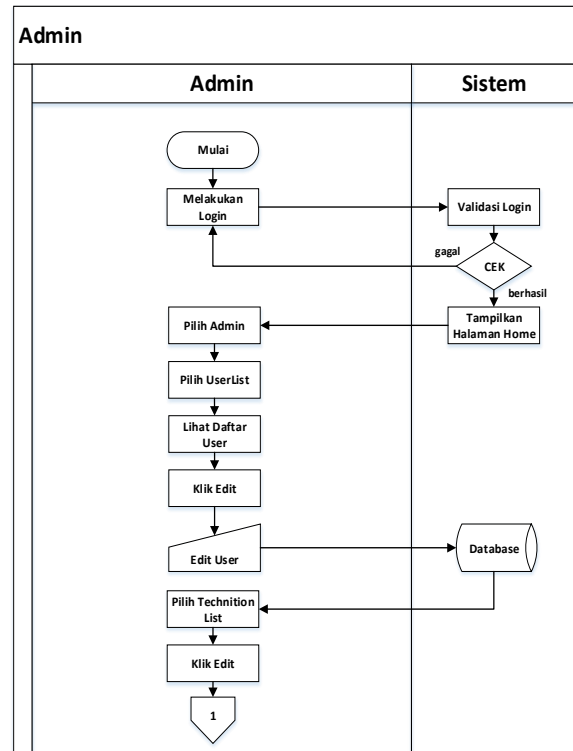 Admin
Admin
Sistem
Mulai
Melakukan
Login
Validasi Login
gagal
CEK
berhasil
Pilih Admin
Tampilkan
Halaman Home
Pilih UserList
Lihat Daftar
User
Klik Edit
Edit User
Database
Pilih Technition
List
Klik Edit
1